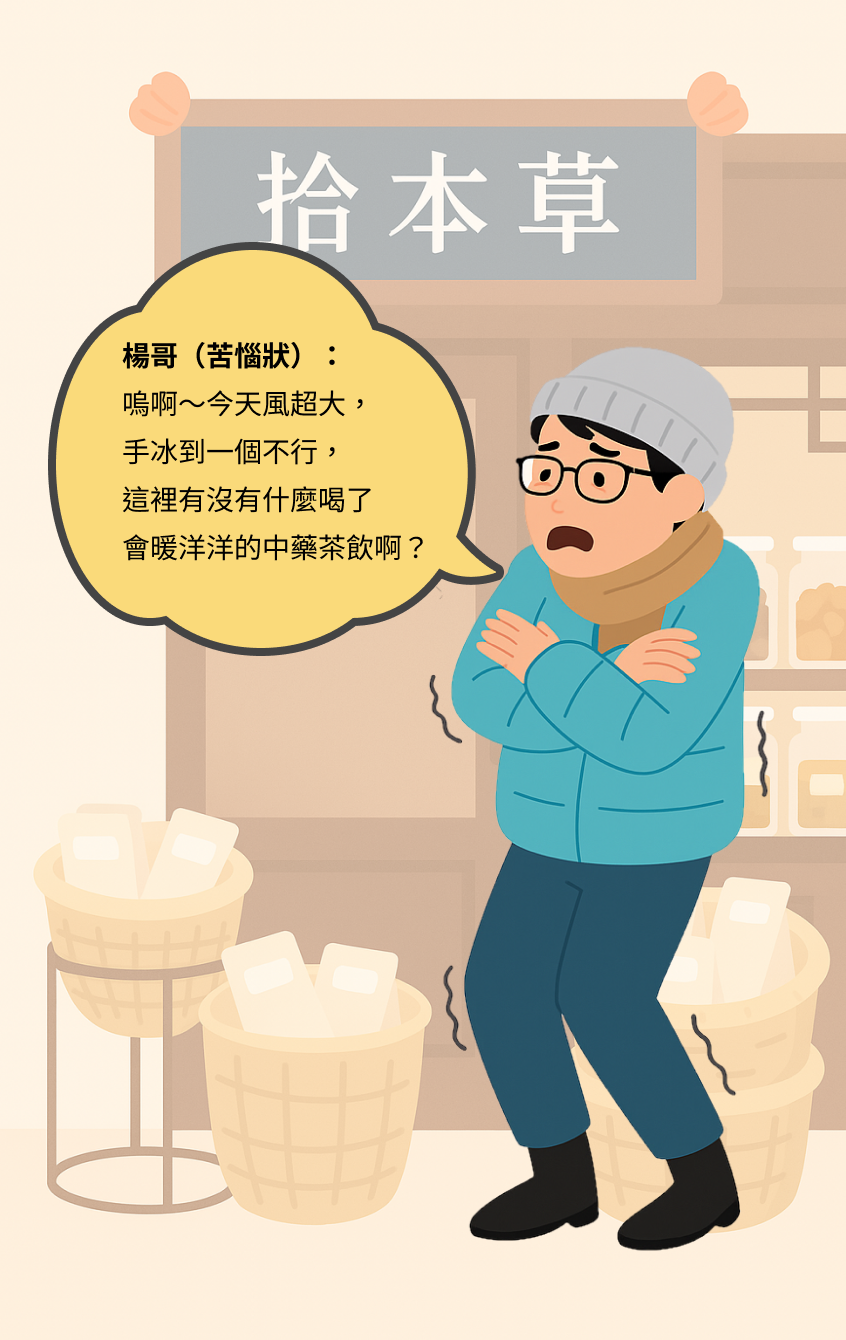 拾本草
楊哥（苦惱狀）：
嗚啊～今天風超大，
手冰到一個不行，
這裡有沒有什麼喝了
會暖洋洋的中藥茶飲啊？